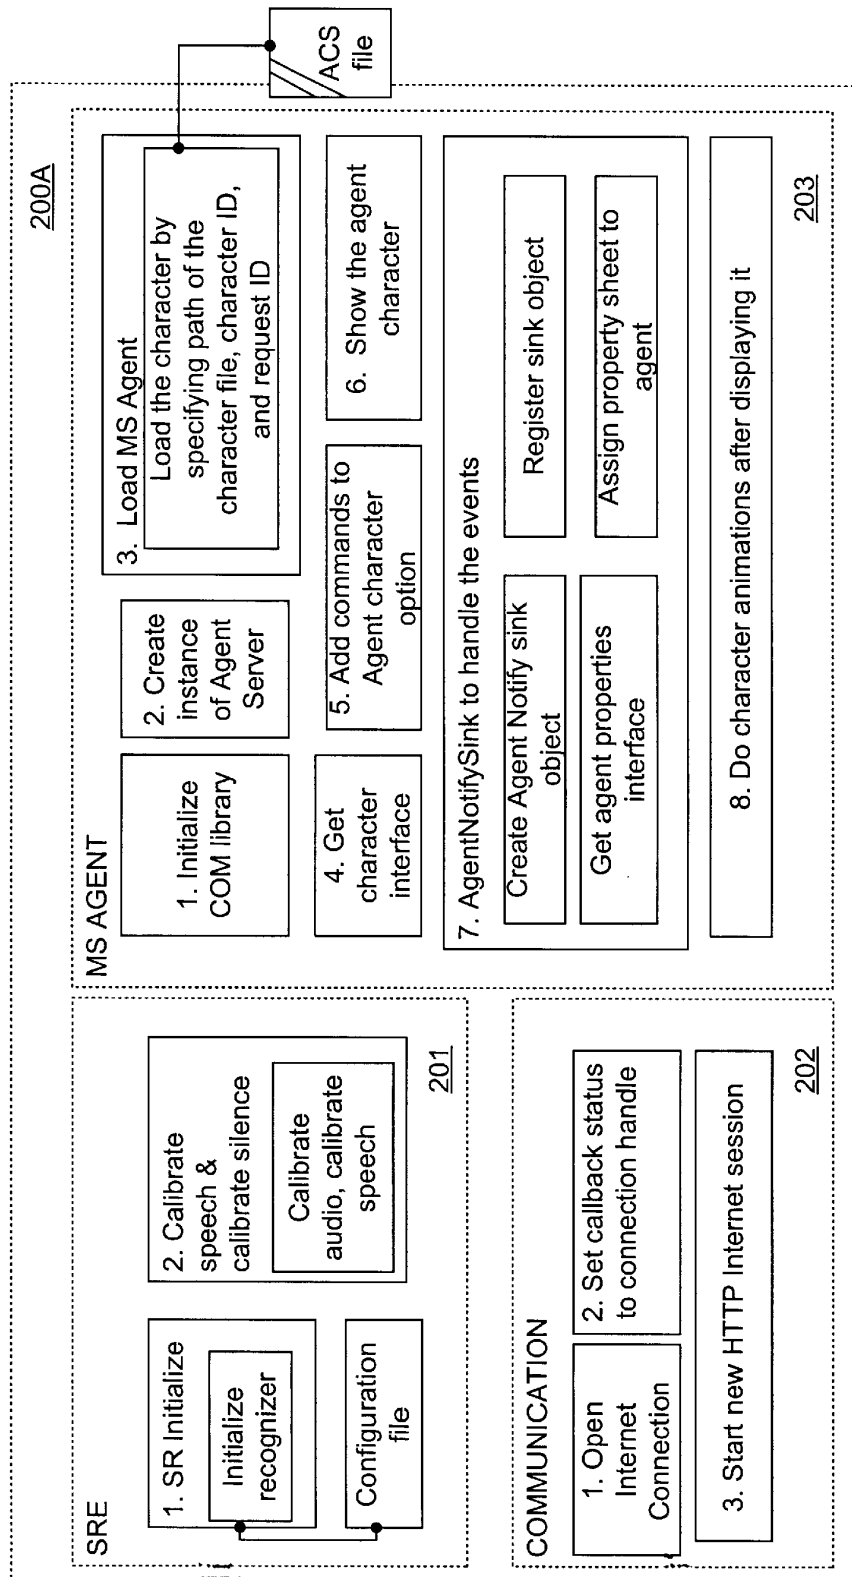 200A
SRE
1. SR Initialize
Initialize
recognizer
Configuration
file
2. Calibrate
speech &
calibrate silence
Calibrate
audio, calibrate
speech
201
COMMUNICATION
1. Open
Internet
Connection
2. Set callback status
to connection handle
3. Start new HTTP Internet session
202
MS AGENT
1. Initialize
COM library
2. Create
instance
of Agent
Server
3. Load MS Agent
Load the character by
specifying path of the
character file, character ID,
and request ID
ACS
file
4. Get
character
interface
5. Add commands to
Agent character
option
6. Show the agent
character
7. AgentNotifySink to handle the events
Create Agent Notify sink
object
Register sink object
Get agent properties
interface
Assign property sheet to
agent
8. Do character animations after displaying it
203